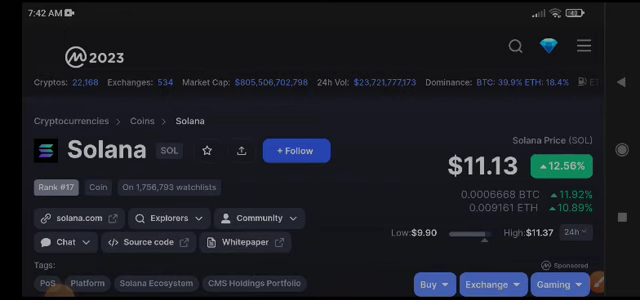 7:42 AM
2023
Cryptos: 22,168 Exchanges: 534 Market Cap: $805,506,702,798 24h Vol: $23,721,777,173 Dominance: BTC: 39.9% ETH: 18.4%
Cryptocurrencies > Coins > Solana
Solana SOL + Follow
Solana Price (SOL)
$11.13 12.56%
Rank #17 Coin On 1,756,793 watchlists
0.0006668 BTC 11.92%
0.009161 ETH 10.89%
solana.com Explorers Community
Low:$9.90 High:$11.37 24h
Chat Source code Whitepaper
Sponsored
Tags:
PoS Platform Solana Ecosystem CMS Holdings Portfolio
Buy Exchange Gaming